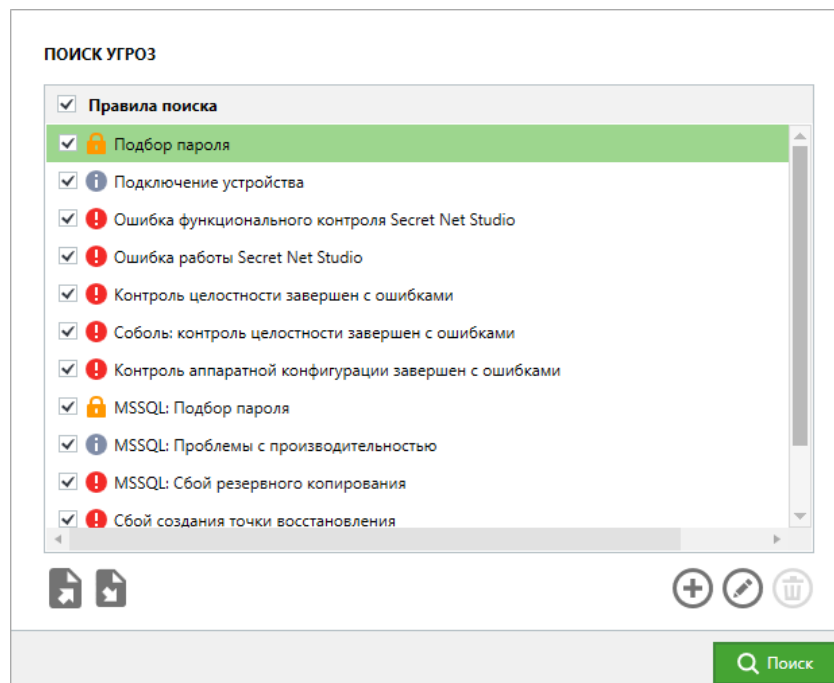 ПОИСК УГРОЗ
Правила поиска
Подбор пароля
Подключение устройства
Ошибка функционального контроля Secret Net Studio
Ошибка работы Secret Net Studio
Контроль целостности завершен с ошибками
Соболь: контроль целостности завершен с ошибками
Контроль аппаратной конфигурации завершен с ошибками
MSSQL: Подбор пароля
MSSQL: Проблемы с производительностью
MSSQL: Сбой резервного копирования
Сбой создания точки восстановления
Поиск